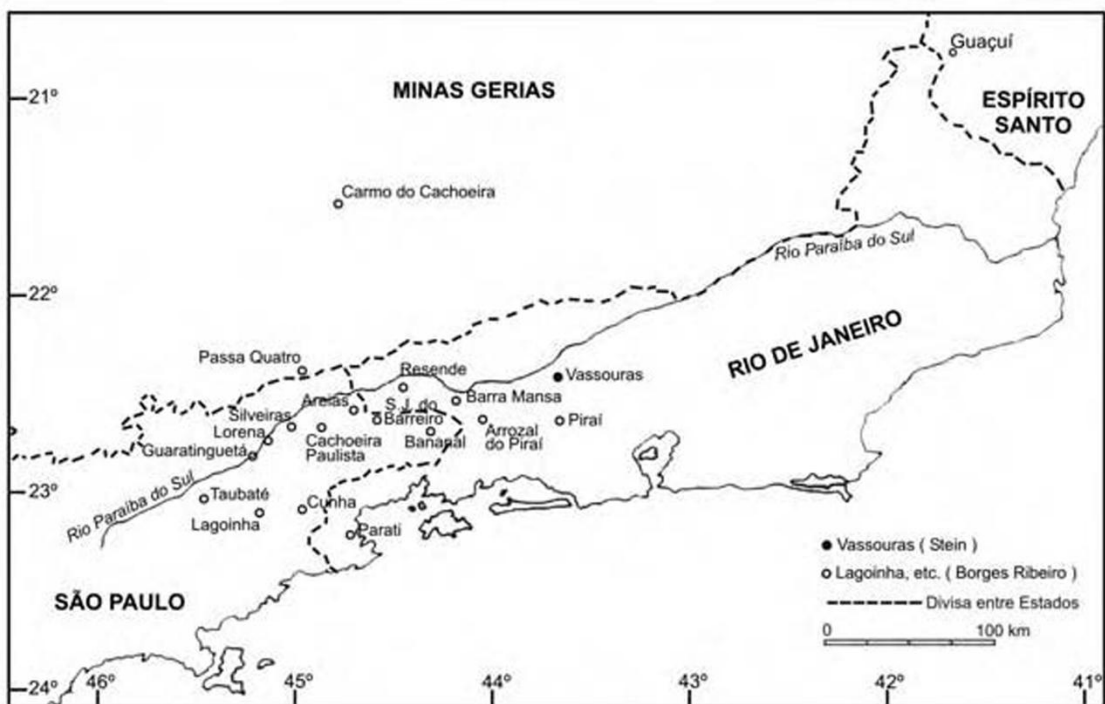 Guaçuí
MINAS GERIAS
ESPÍRITO
SANTO
21º
Carmo do Cachoeira
Rio Paraíba do Sul
22º
RIO DE JANEIRO
Passa Quatro
Resende
Vassouras
Areias
S. J. do
Barreiro
Barra Mansa
Silveiras
Lorena
Guaratinguetá
Cachoeira
Paulista
Bananal
Arrozal
do Piraí
Piraí
23º
Rio Paraíba do Sul
Taubaté
Lagoinha
Cunha
Parati
Vassouras ( Stein )
Lagoinha, etc. ( Borges Ribeiro )
Divisa entre Estados
0 100 km
SÃO PAULO
24º
46º 45º 44º 43º 42º 41º